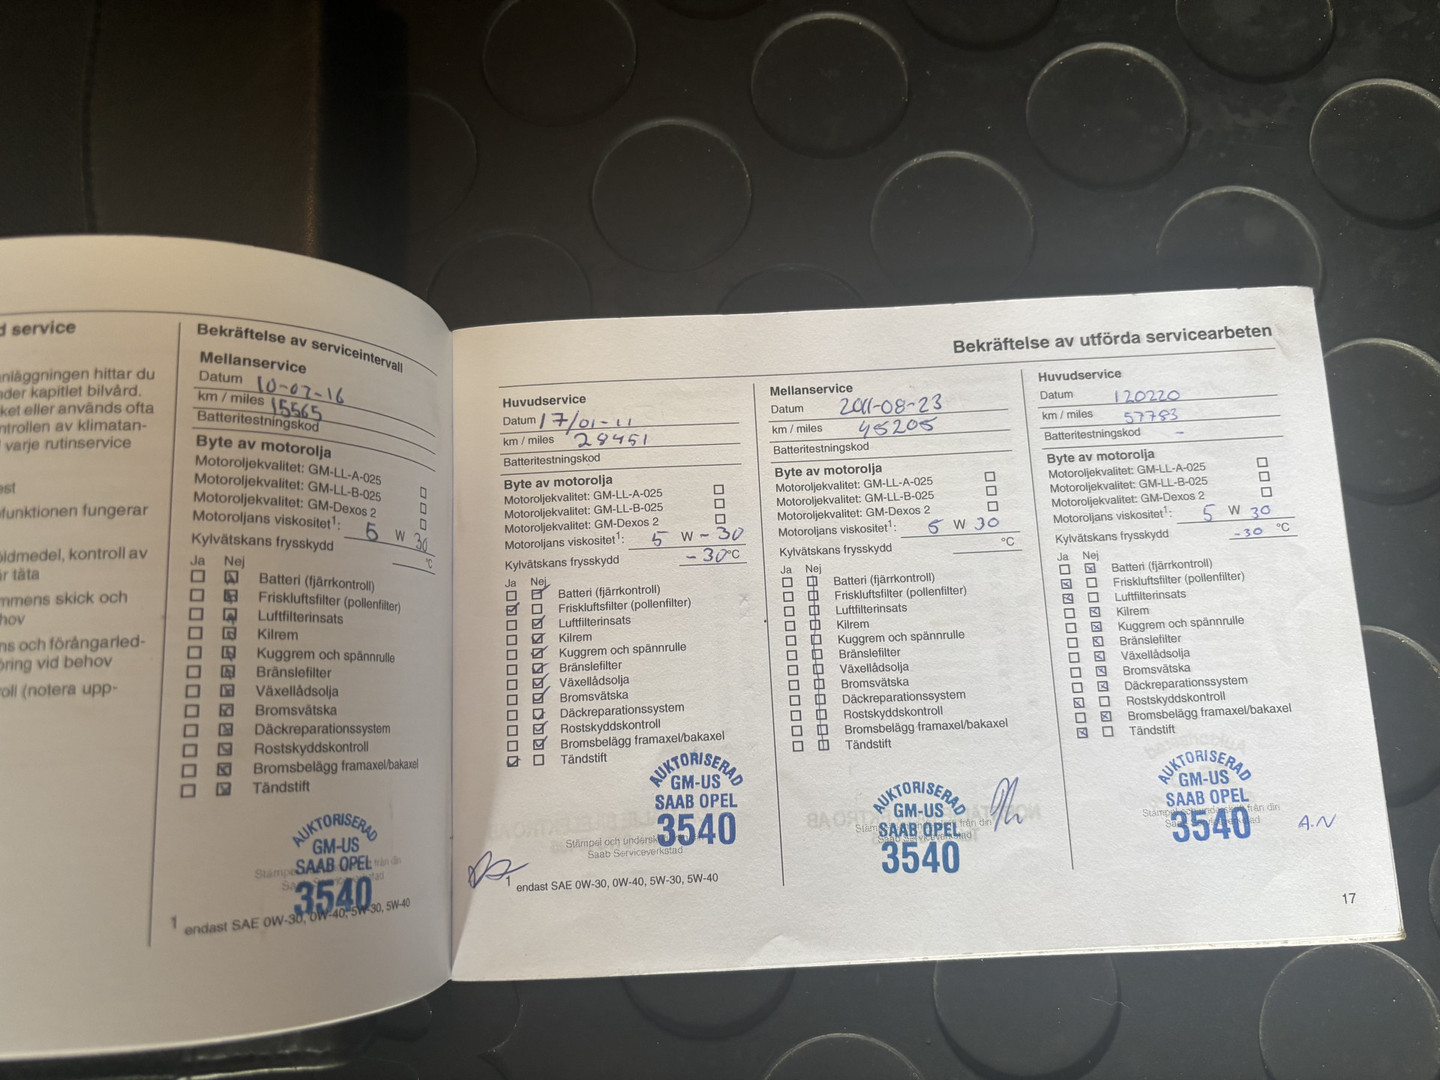 d service
nläggningen hittar du
der kapitlet bilvård.
ket eller används ofta
ntrollen av klimatan-
varje rutinservice
est
funktionen fungerar
ldmedel, kontroll av
r täta
mmens skick och
hov
ns och förångarled-
öring vid behov
oll (notera upp-
Bekräftelse av serviceintervall
Mellanservice
Datum 10-07-16
km / miles 15565
Batteritestningskod
Byte av motorolja
Motoroljekvalitet: GM-LL-A-025
Motoroljekvalitet: GM-LL-B-025
Motoroljekvalitet: GM-Dexos 2
Motoroljans viskositet1: 5 W 30
Kylvätskans frysskydd °C
Ja Nej
Batteri (fjärrkontroll)
Friskluftsfilter (pollenfilter)
Luftfilterinsats
Kilrem
Kuggrem och spännrulle
Bränslefilter
Växellådsolja
Bromsvätska
Däckreparationssystem
Rostskyddskontroll
Bromsbelägg framaxel/bakaxel
Tändstift
AUKTORISERAD
GM-US
SAAB OPEL
3540
1 endast SAE 0W-30, 0W-40, 5W-30, 5W-40
Bekräftelse av utförda servicearbeten
Huvudservice
Datum 17/01-11
km / miles 28451
Batteritestningskod
Byte av motorolja
Motoroljekvalitet: GM-LL-A-025
Motoroljekvalitet: GM-LL-B-025
Motoroljekvalitet: GM-Dexos 2
Motoroljans viskositet1: 5 W - 30
Kylvätskans frysskydd - 30 °C
Ja Nej
Batteri (fjärrkontroll)
Friskluftsfilter (pollenfilter)
Luftfilterinsats
Kilrem
Kuggrem och spännrulle
Bränslefilter
Växellådsolja
Bromsvätska
Däckreparationssystem
Rostskyddskontroll
Bromsbelägg framaxel/bakaxel
Tändstift
AUKTORISERAD
GM-US
SAAB OPEL
3540
Stämpel och
Saab Serviceverkstad
1 endast SAE 0W-30, 0W-40, 5W-30, 5W-40
Mellanservice
Datum 2011-08-23
km / miles 45205
Batteritestningskod
Byte av motorolja
Motoroljekvalitet: GM-LL-A-025
Motoroljekvalitet: GM-LL-B-025
Motoroljekvalitet: GM-Dexos 2
Motoroljans viskositet1: 5 W 30
Kylvätskans frysskydd °C
Ja Nej
Batteri (fjärrkontroll)
Friskluftsfilter (pollenfilter)
Luftfilterinsats
Kilrem
Kuggrem och spännrulle
Bränslefilter
Växellådsolja
Bromsvätska
Däckreparationssystem
Rostskyddskontroll
Bromsbelägg framaxel/bakaxel
Tändstift
AUKTORISERAD
GM-US
SAAB OPEL
3540
Huvudservice
Datum 120220
km / miles 57783
Batteritestningskod -
Byte av motorolja
Motoroljekvalitet: GM-LL-A-025
Motoroljekvalitet: GM-LL-B-025
Motoroljekvalitet: GM-Dexos 2
Motoroljans viskositet1: 5 W 30
Kylvätskans frysskydd -30 °C
Ja Nej
Batteri (fjärrkontroll)
Friskluftsfilter (pollenfilter)
Luftfilterinsats
Kilrem
Kuggrem och spännrulle
Bränslefilter
Växellådsolja
Bromsvätska
Däckreparationssystem
Rostskyddskontroll
Bromsbelägg framaxel/bakaxel
Tändstift
AUKTORISERAD
GM-US
SAAB OPEL
3540
A.N
17